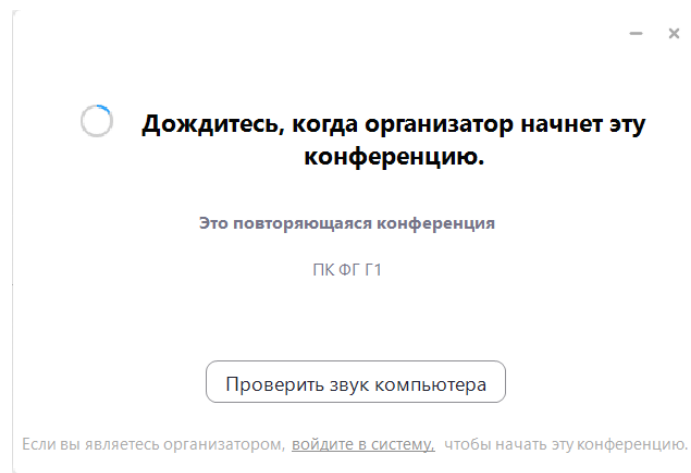 Дождитесь, когда организатор начнет эту
конференцию.
Это повторяющаяся конференция
ПК ФГ Г1
Проверить звук компьютера
Если вы являетесь организатором, войдите в систему, чтобы начать эту конференцию.